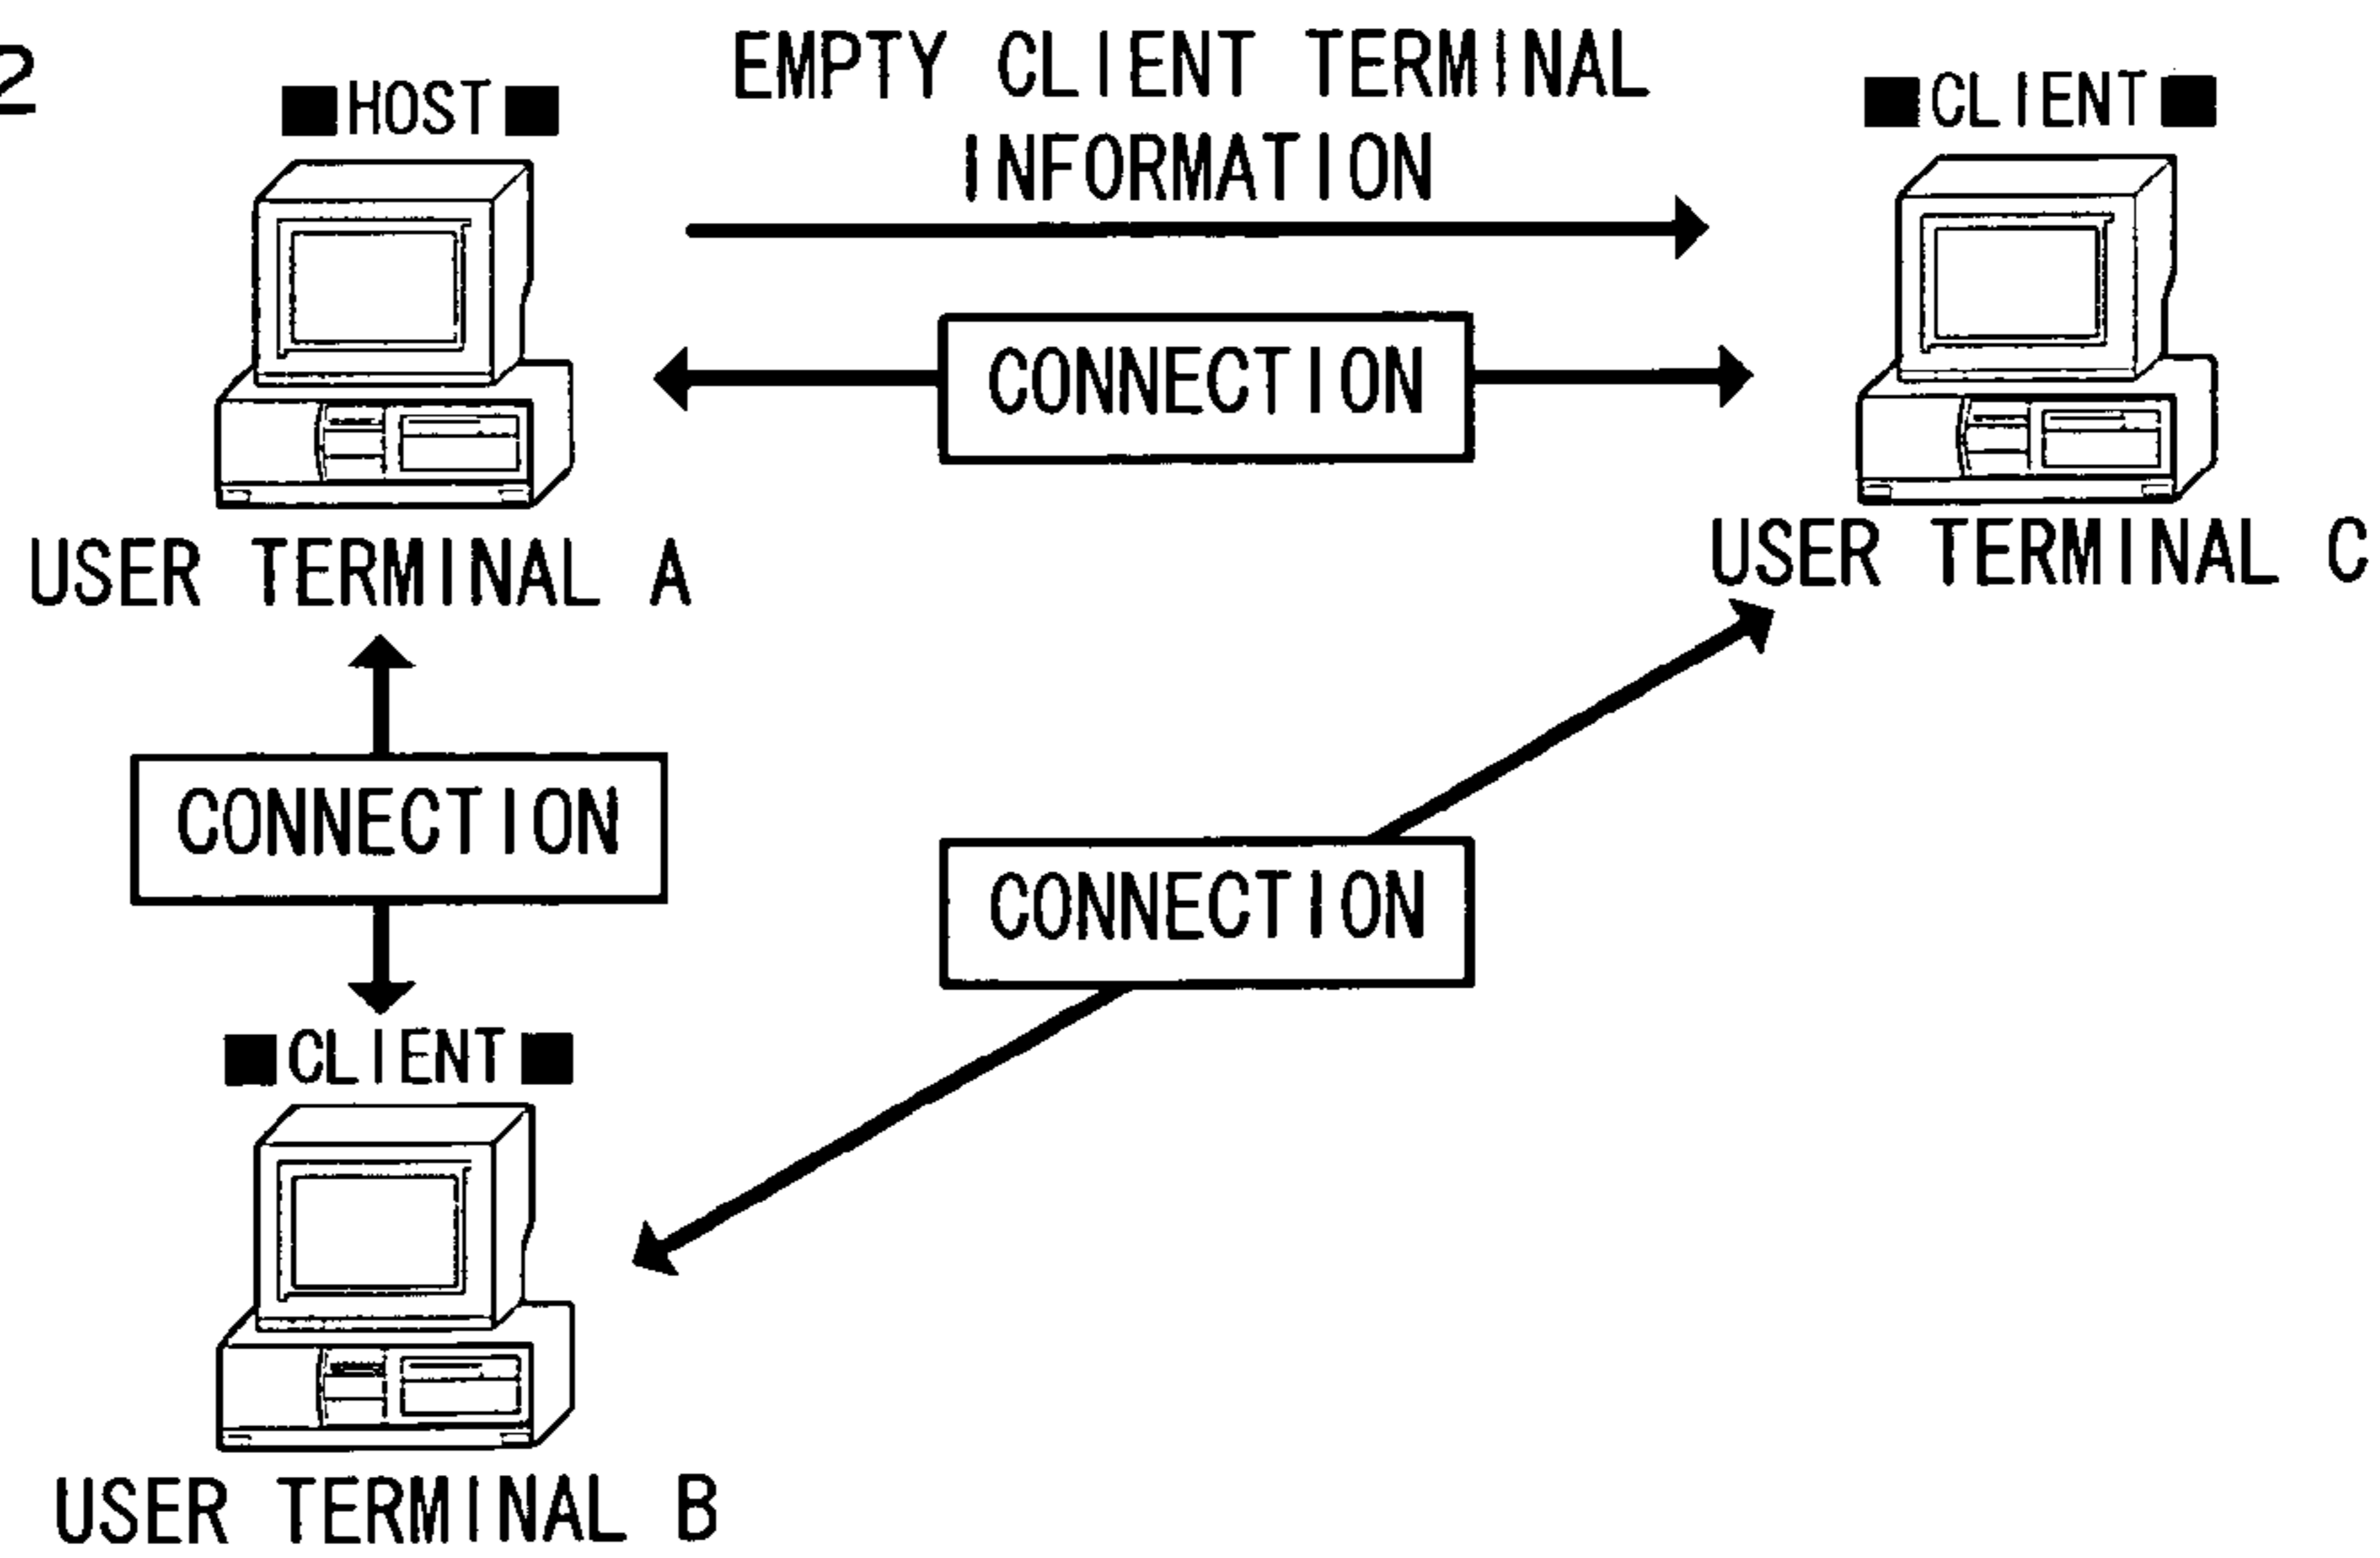 2
■HOST■
EMPTY CLIENT TERMINAL
INFORMATION
■CLIENT■
CONNECTION
USER TERMINAL A
USER TERMINAL C
CONNECTION
CONNECTION
■CLIENT■
USER TERMINAL B